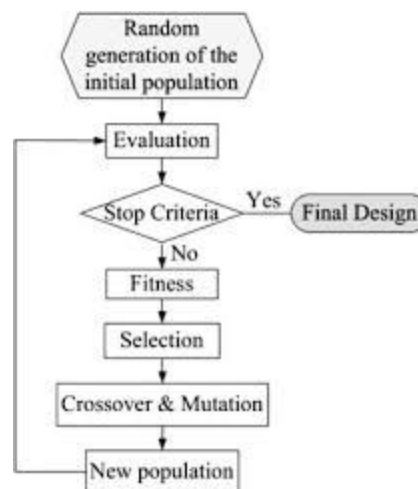 Random
generation of the
initial population
Evaluation
Stop Criteria
Yes
Final Design
No
Fitness
Selection
Crossover & Mutation
New population